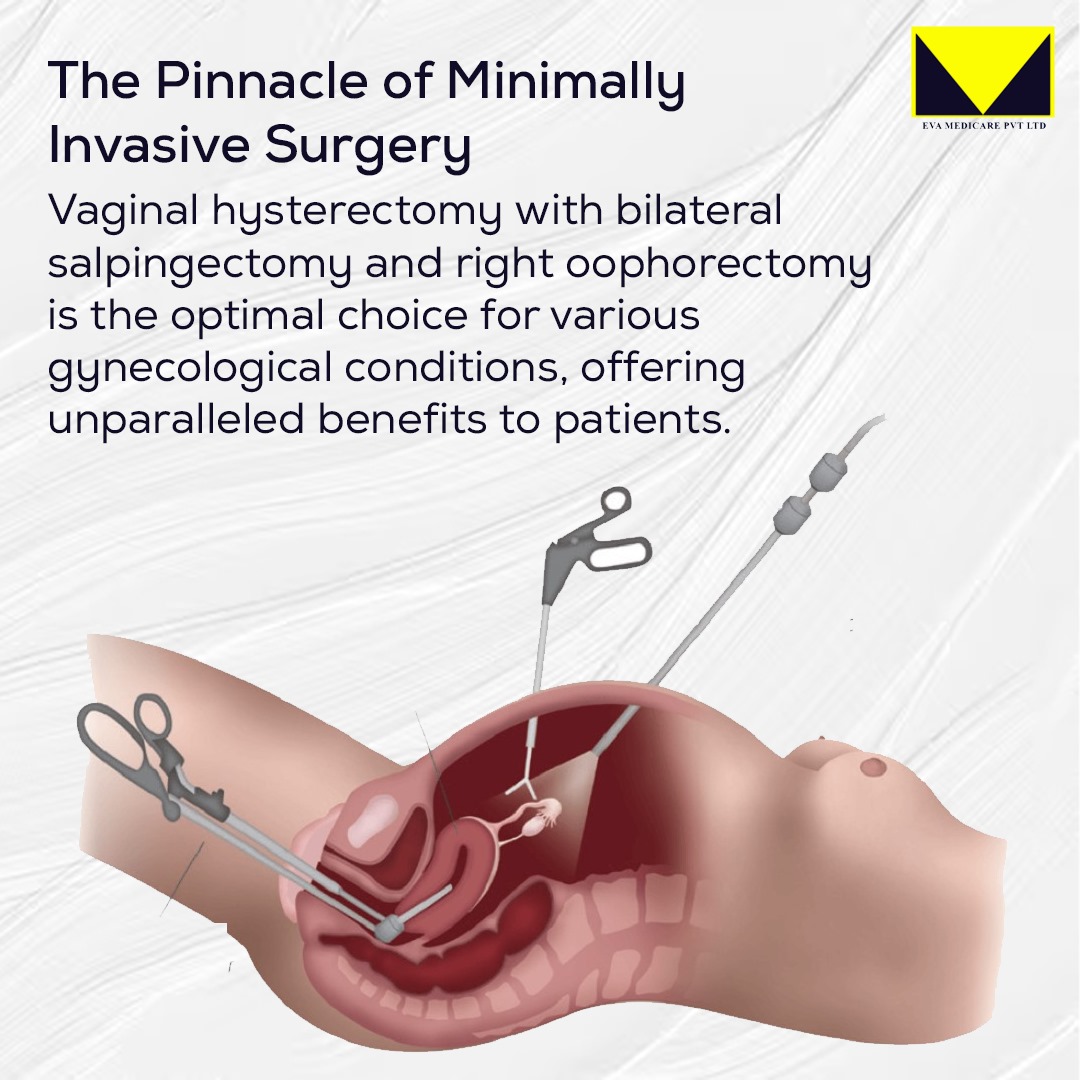 The Pinnacle of Minimally
Invasive Surgery
EVA MEDICARE PVT LTD
Vaginal hysterectomy with bilateral
salpingectomy and right oophorectomy
is the optimal choice for various
gynecological conditions, offering
unparalleled benefits to patients.